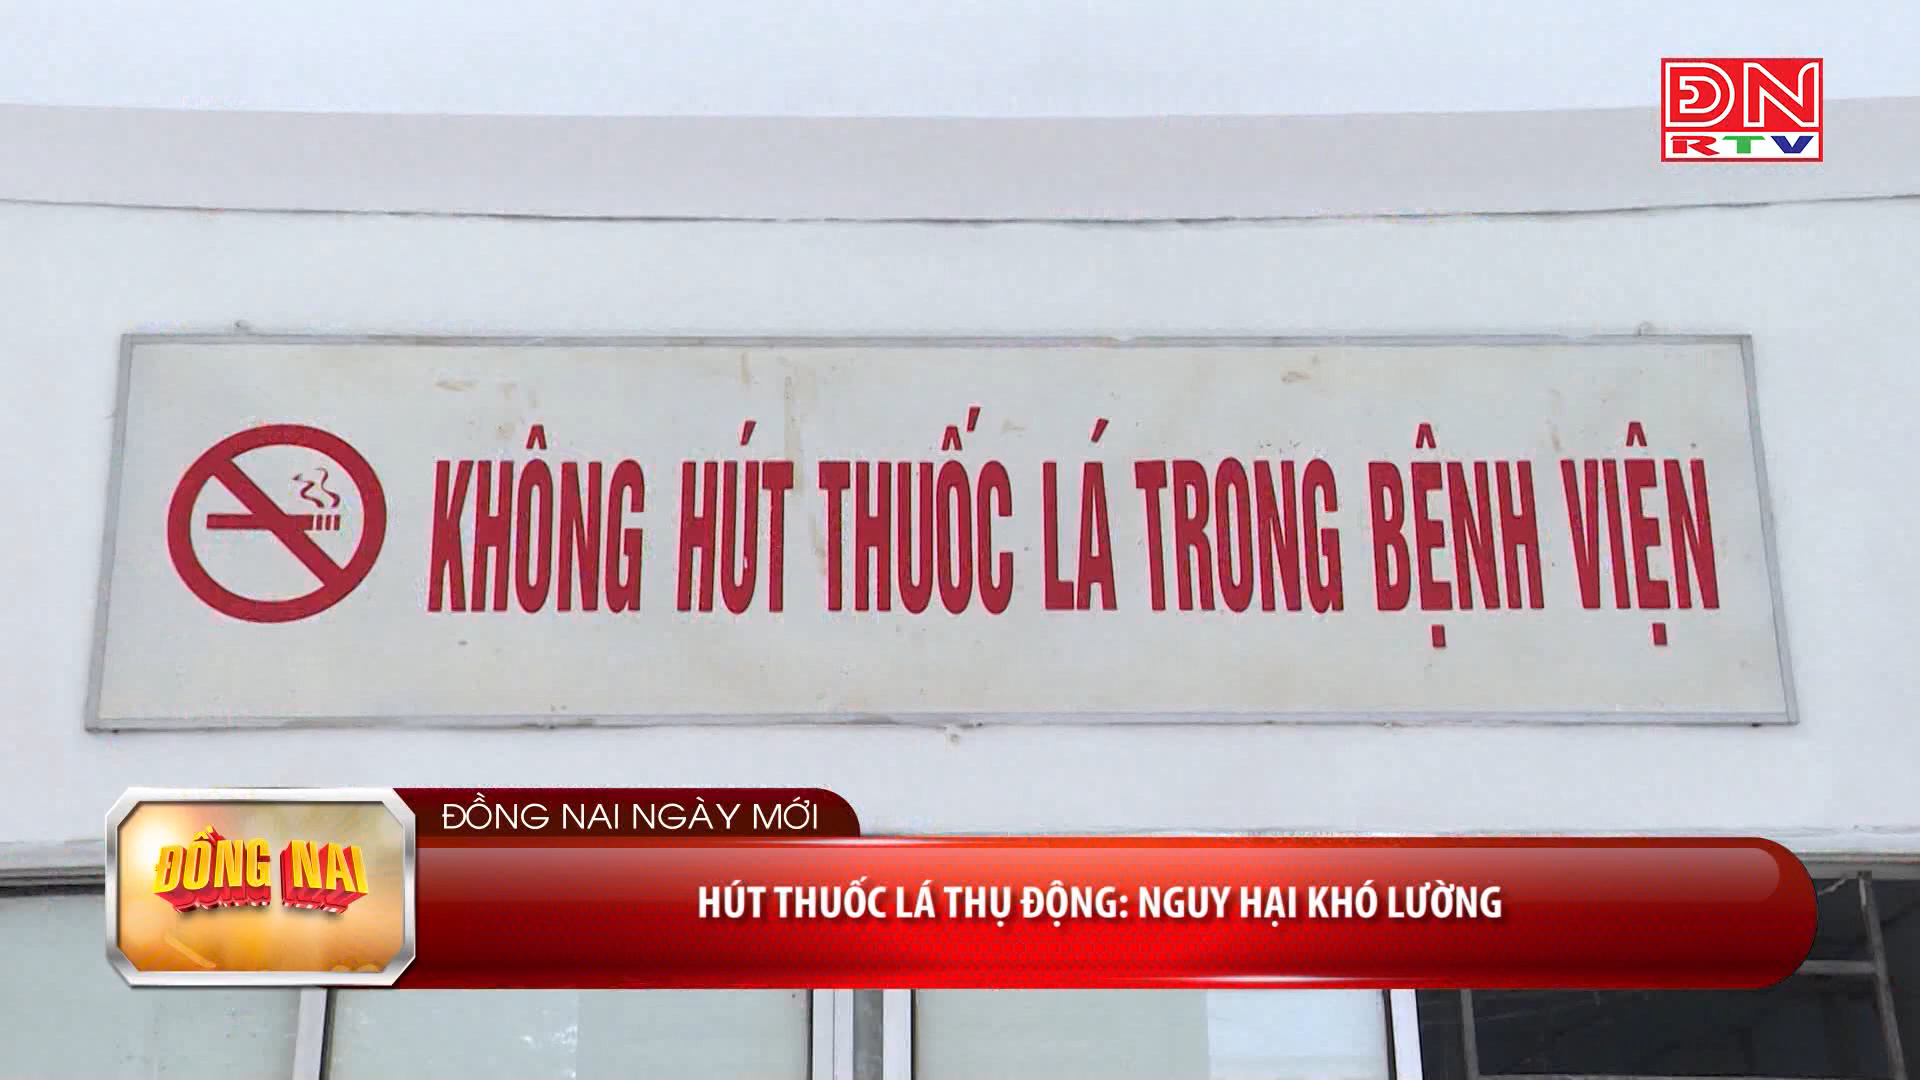 ĐN
RTV
KHÔNG HÚT THUỐC LÁ TRONG BỆNH VIỆN
ĐỒNG NAI NGÀY MỚI
ĐỒNG NAI
HÚT THUỐC LÁ THỤ ĐỘNG: NGUY HẠI KHÓ LƯỜNG